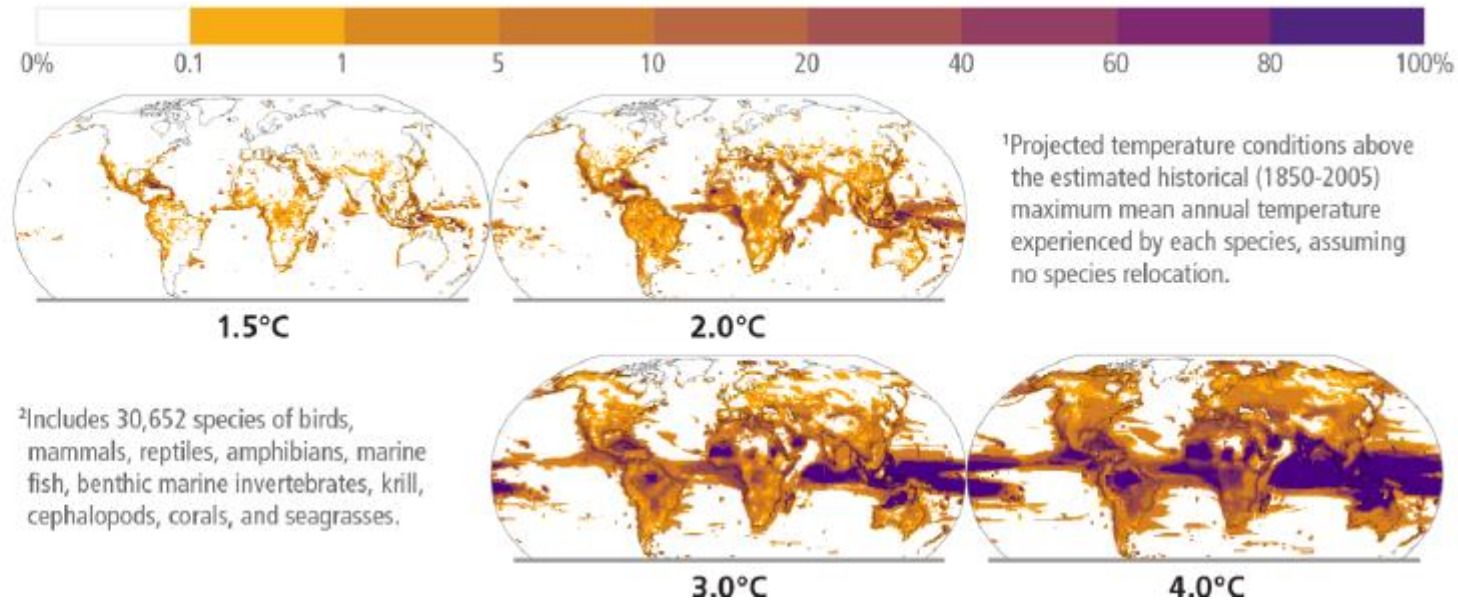 0% 0.1 1 5 10 20 40 60 80 100%
¹Projected temperature conditions above
the estimated historical (1850-2005)
maximum mean annual temperature
experienced by each species, assuming
no species relocation.
1.5°C 2.0°C
²Includes 30,652 species of birds,
mammals, reptiles, amphibians, marine
fish, benthic marine invertebrates, krill,
cephalopods, corals, and seagrasses.
3.0°C 4.0°C